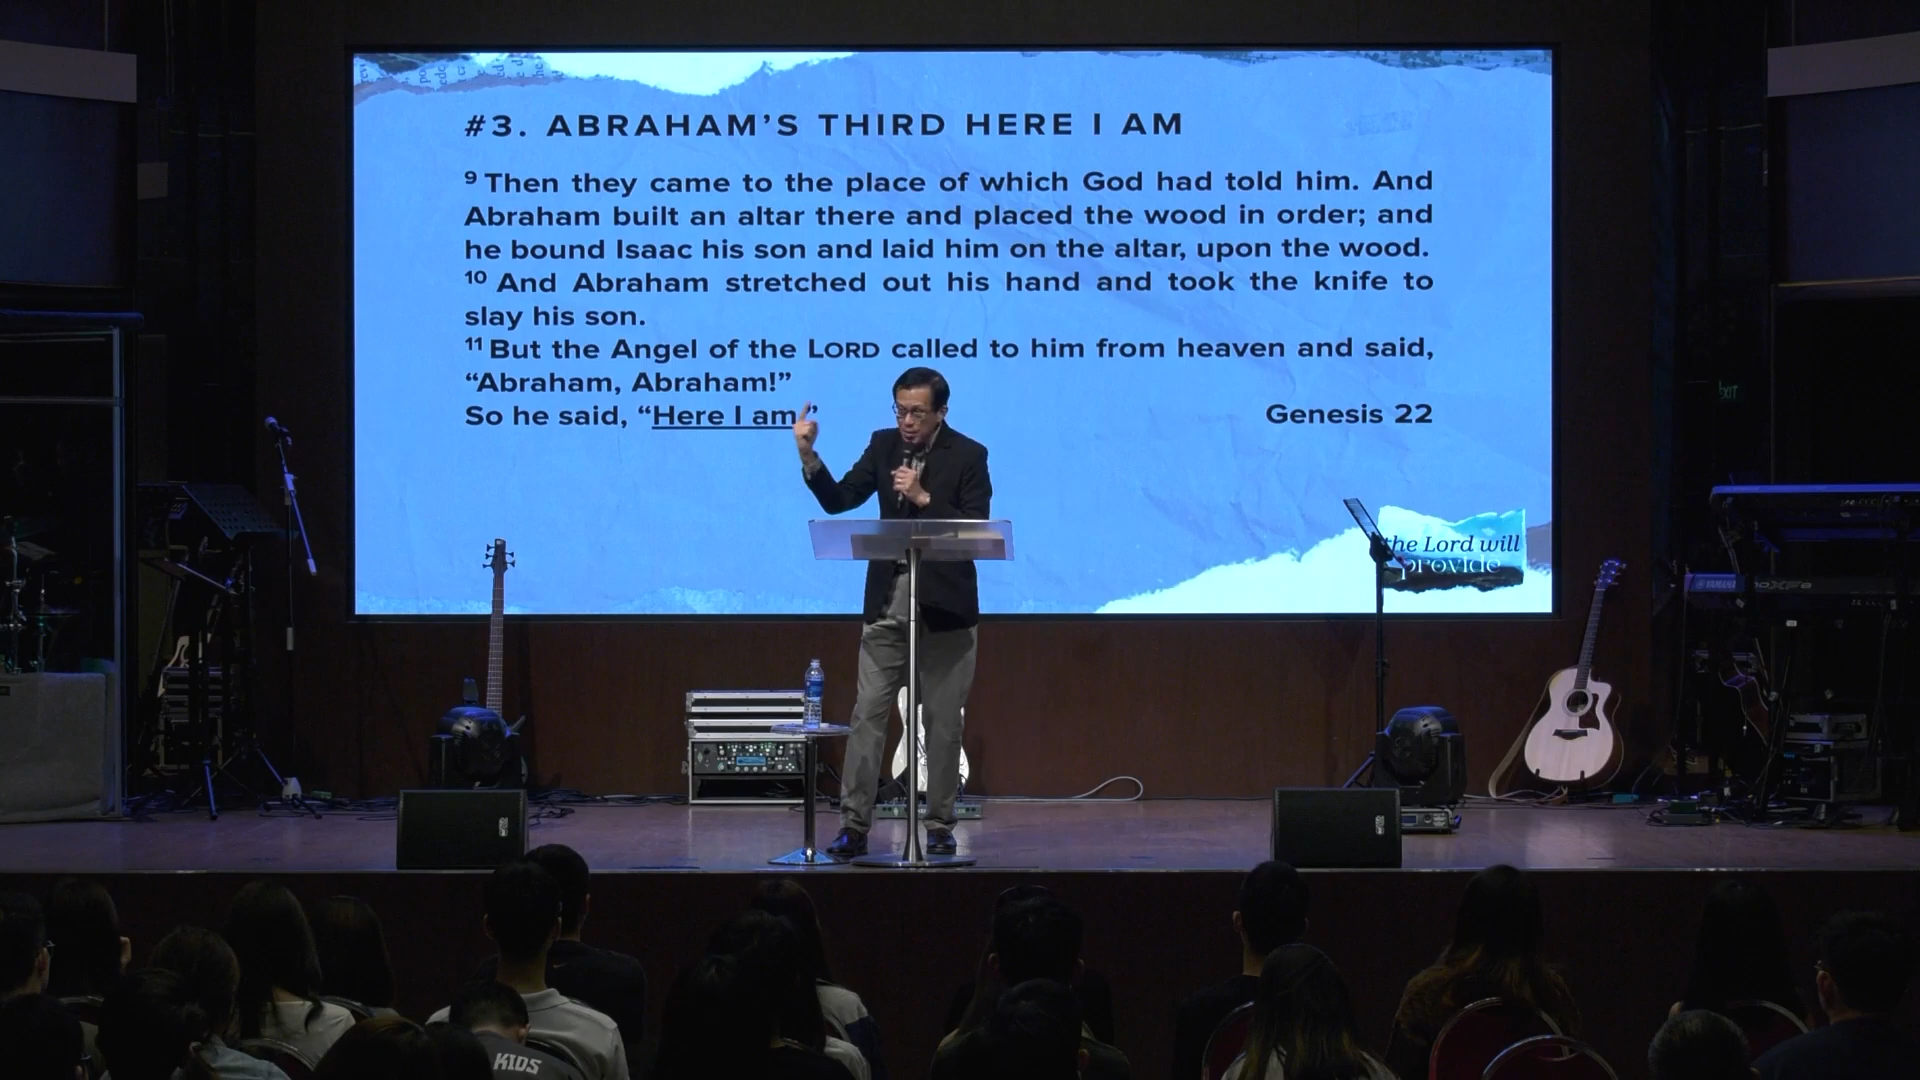 #3. ABRAHAM'S THIRD HERE I AM
9 Then they came to the place of which God had told him. And
Abraham built an altar there and placed the wood in order; and
he bound Isaac his son and laid him on the altar, upon the wood.
10 And Abraham stretched out his hand and took the knife to
slay his son.
11 But the Angel of the LORD called to him from heaven and said,
“Abraham, Abraham!”
So he said, “Here I am.”
Genesis 22
the Lord will
provide
EXIT
YAMAHA
MOXF8
KIDS